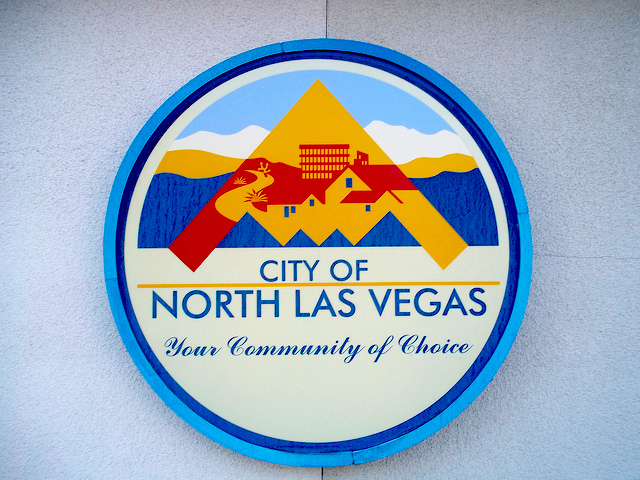 CITY OF
NORTH LAS VEGAS
Your Community of Choice